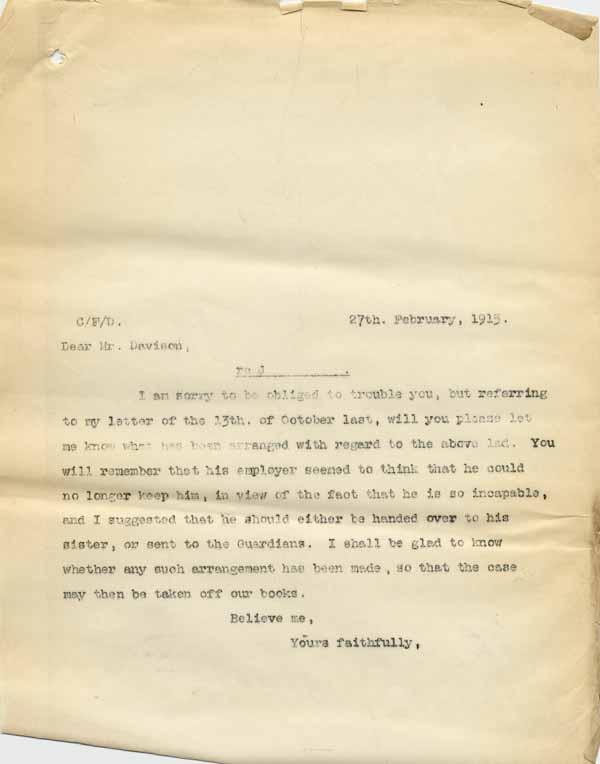 C/F/D. 27th. February, 1915.
Dear Mr. Davison,
re J .
I am sorry to be obliged to trouble you, but referring
to my letter of the 13th. of October last, will you please let
me know what has been arranged with regard to the above lad. You
will remember that his employer seemed to think that he could
no longer keep him, in view of the fact that he is so incapable,
and I suggested that he should either be handed over to his
sister, or sent to the Guardians. I shall be glad to know
whether any such arrangement has been made, so that the case
may then be taken off our books.
Believe me,
Yours faithfully,